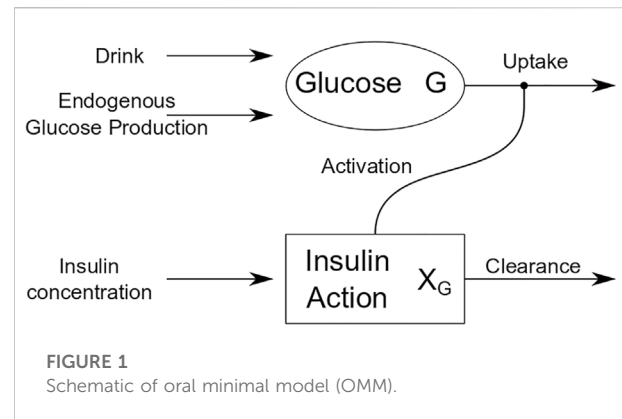 Drink
Endogenous
Glucose Production
Glucose G
Uptake
Activation
Insulin
concentration
Insulin
Action X_G
Clearance
FIGURE 1
Schematic of oral minimal model (OMM).